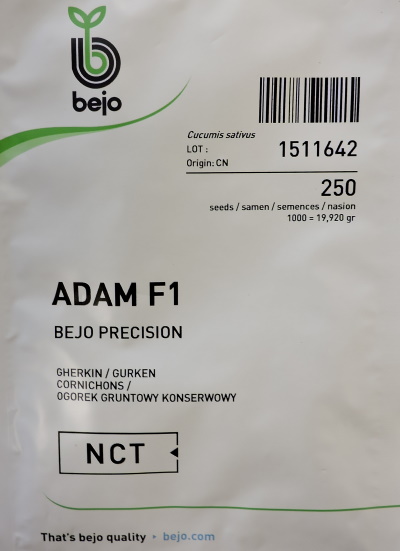 bejo
Cucumis sativus
LOT : 1511642
Origin: CN
250
seeds / samen / semences / nasion
1000 = 19,920 gr
ADAM F1
BEJO PRECISION
GHERKIN / GURKEN
CORNICHONS /
OGOREK GRUNTOWY KONSERWOWY
NCT
That's bejo quality • bejo.com